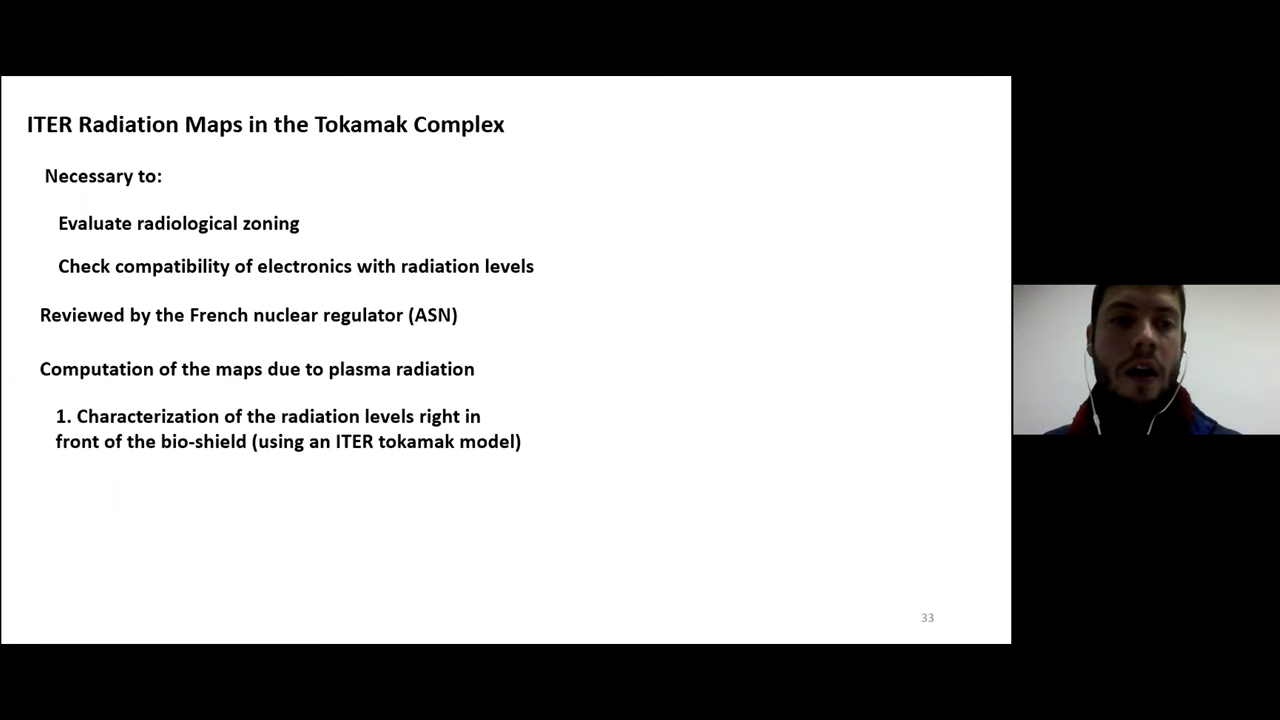 ITER Radiation Maps in the Tokamak Complex
Necessary to:
Evaluate radiological zoning
Check compatibility of electronics with radiation levels
Reviewed by the French nuclear regulator (ASN)
Computation of the maps due to plasma radiation
1. Characterization of the radiation levels right in
front of the bio-shield (using an ITER tokamak model)
33